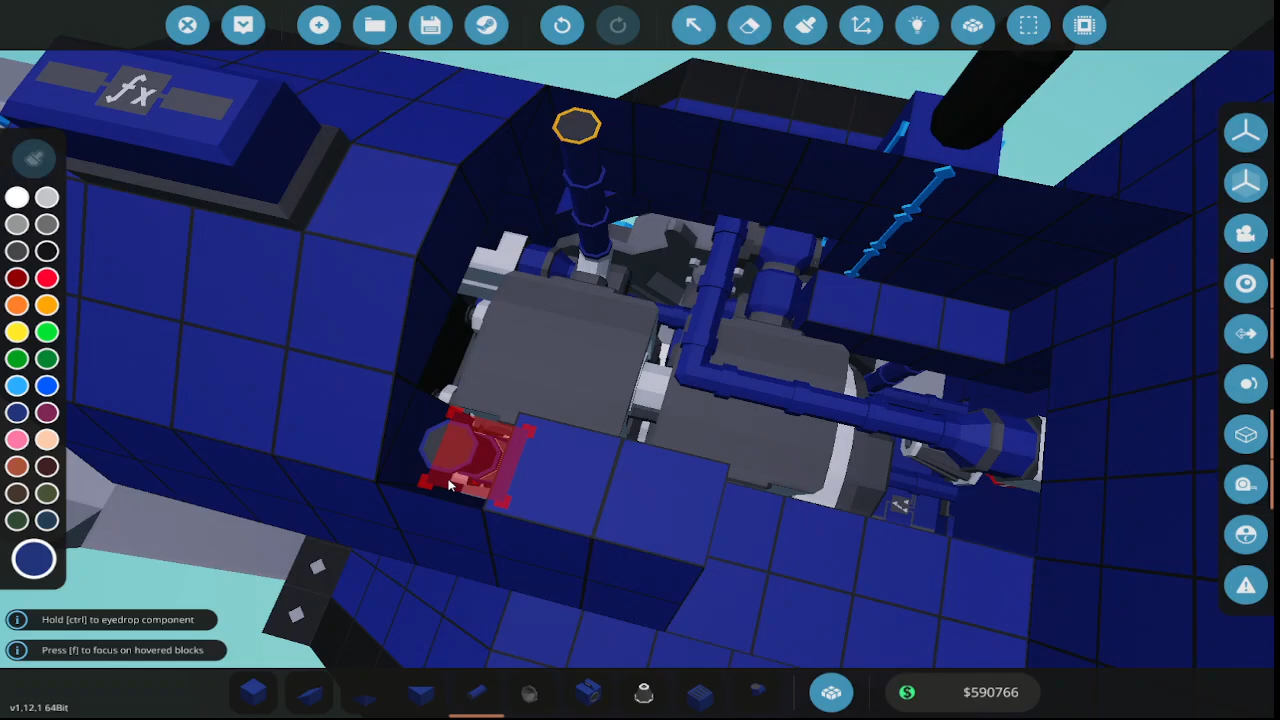 fx
Hold [ctrl] to eyedrop component
Press [f] to focus on hovered blocks
$590766
v1.12.1 64Bit